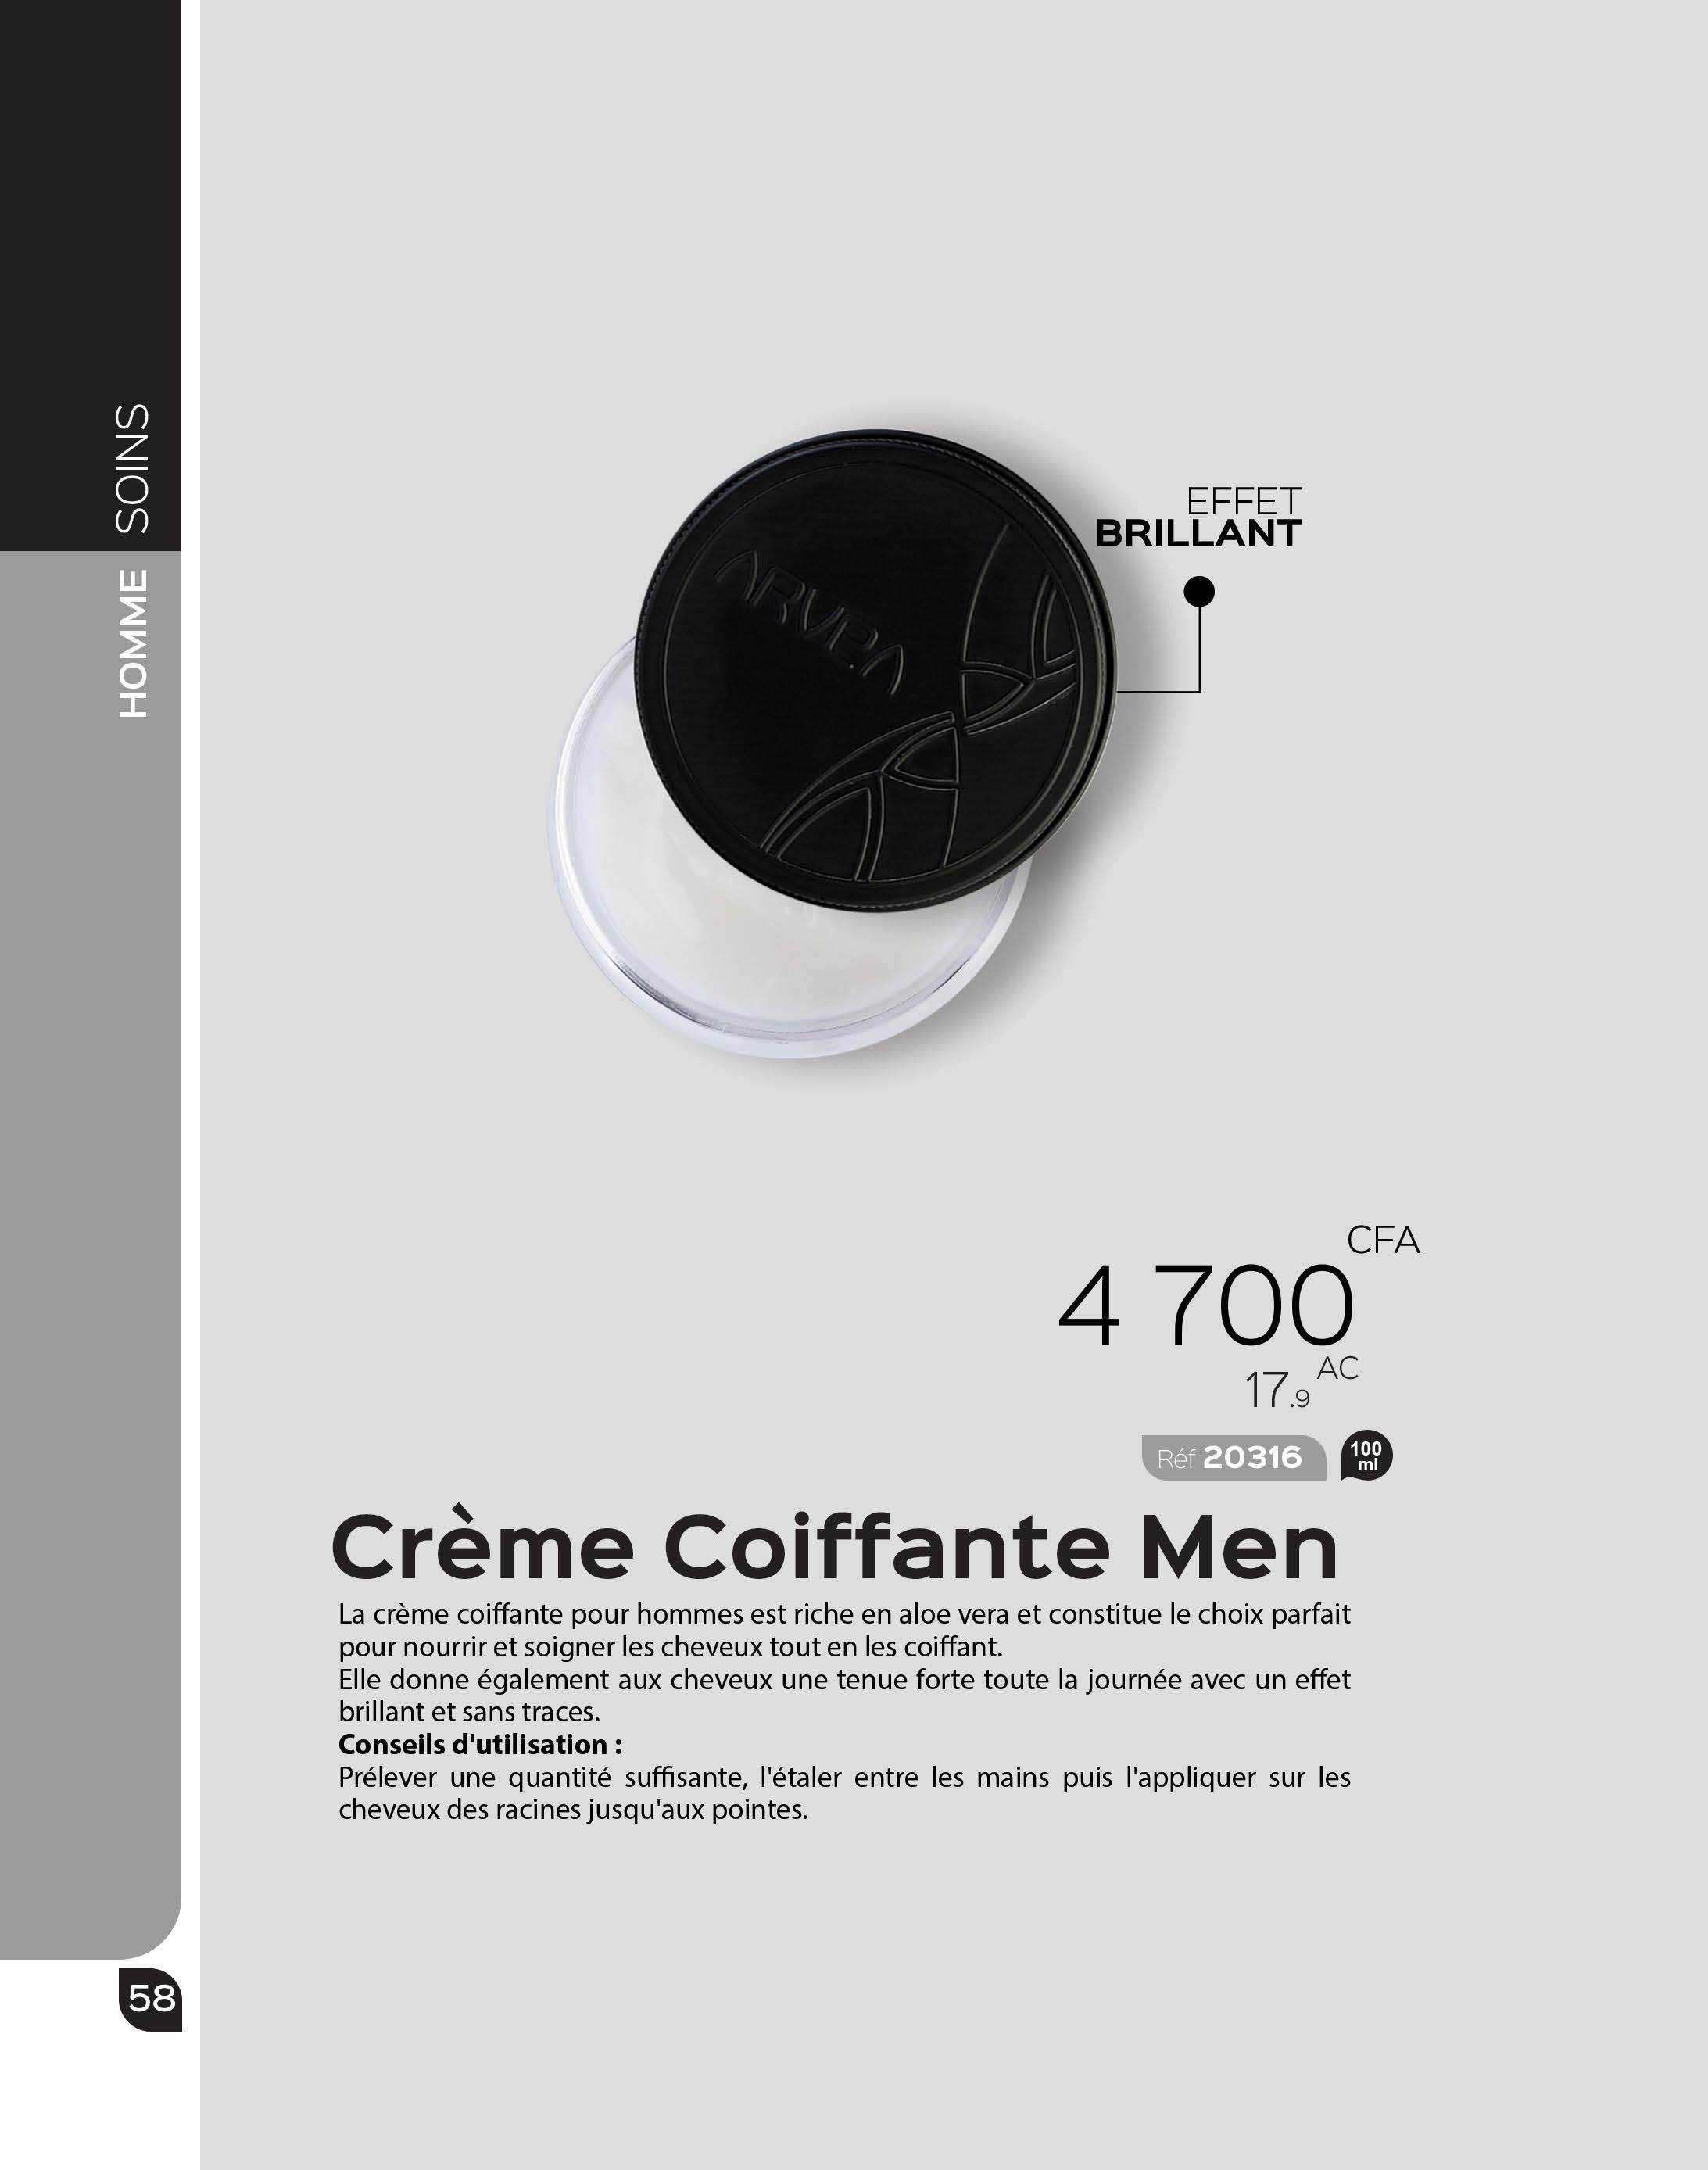 SOINS
HOMME
ARVEA
EFFET
BRILLANT
CFA
4 700
AC
17.9
Réf 20316
100
ml
Crème Coiffante Men
La crème coiffante pour hommes est riche en aloe vera et constitue le choix parfait
pour nourrir et soigner les cheveux tout en les coiffant.
Elle donne également aux cheveux une tenue forte toute la journée avec un effet
brillant et sans traces.
Conseils d'utilisation :
Prélever une quantité suffisante, l'étaler entre les mains puis l'appliquer sur les
cheveux des racines jusqu'aux pointes.
58